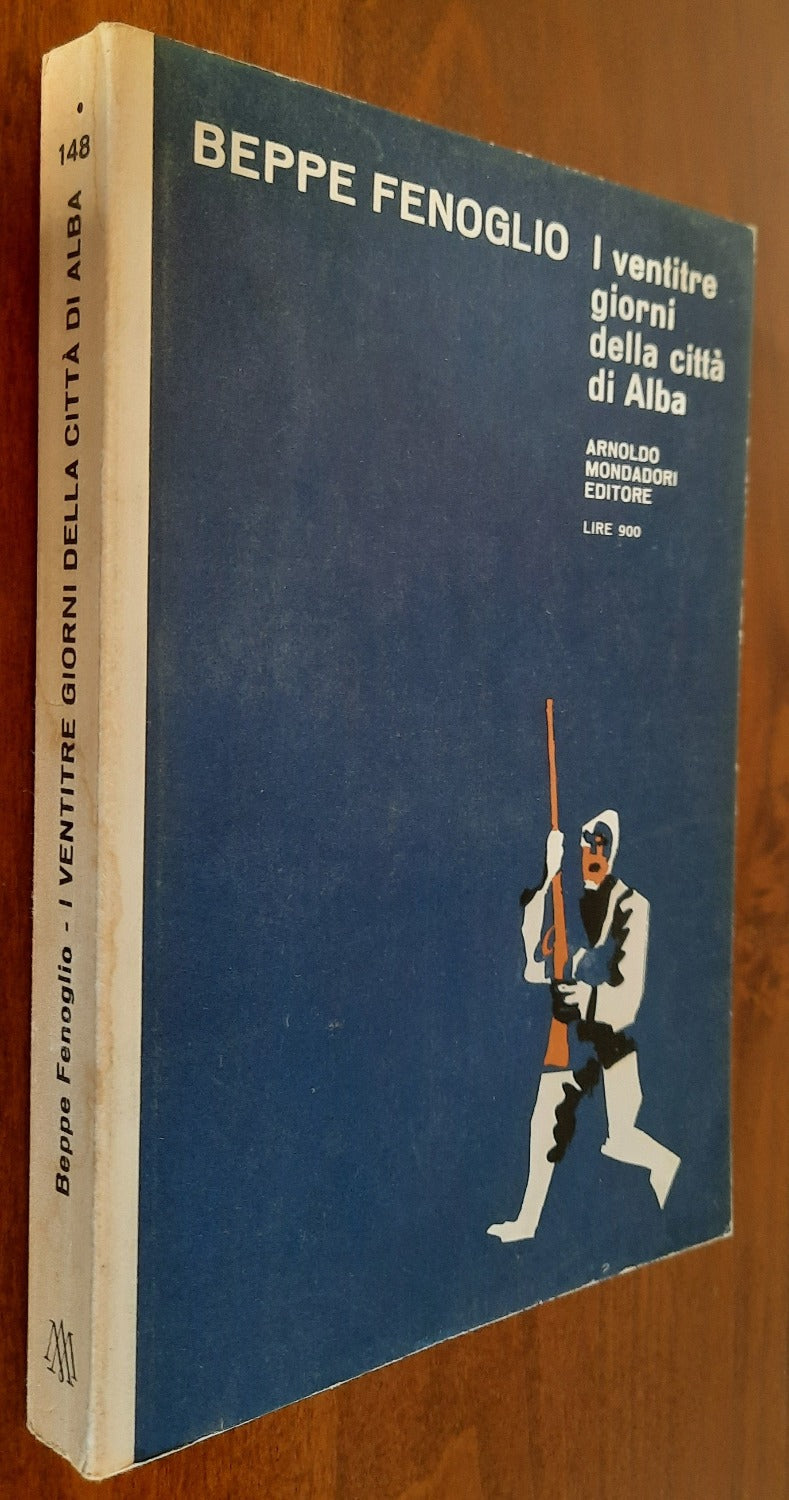 148
Beppe Fenoglio - I VENTITRE GIORNI DELLA CITTÀ DI ALBA
BEPPE FENOGLIO
I ventitre
giorni
della città
di Alba
ARNOLDO
MONDADORI
EDITORE
LIRE 900